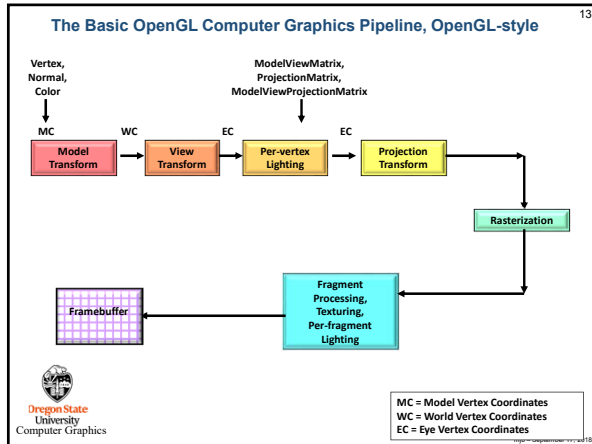 13
The Basic OpenGL Computer Graphics Pipeline, OpenGL-style
Vertex,
Normal,
Color
ModelViewMatrix,
ProjectionMatrix,
ModelViewProjectionMatrix
MC
WC
EC
EC
Model
Transform
View
Transform
Per-vertex
Lighting
Projection
Transform
Rasterization
Fragment
Processing,
Texturing,
Per-fragment
Lighting
Framebuffer
Oregon State
University
Computer Graphics
MC = Model Vertex Coordinates
WC = World Vertex Coordinates
EC = Eye Vertex Coordinates